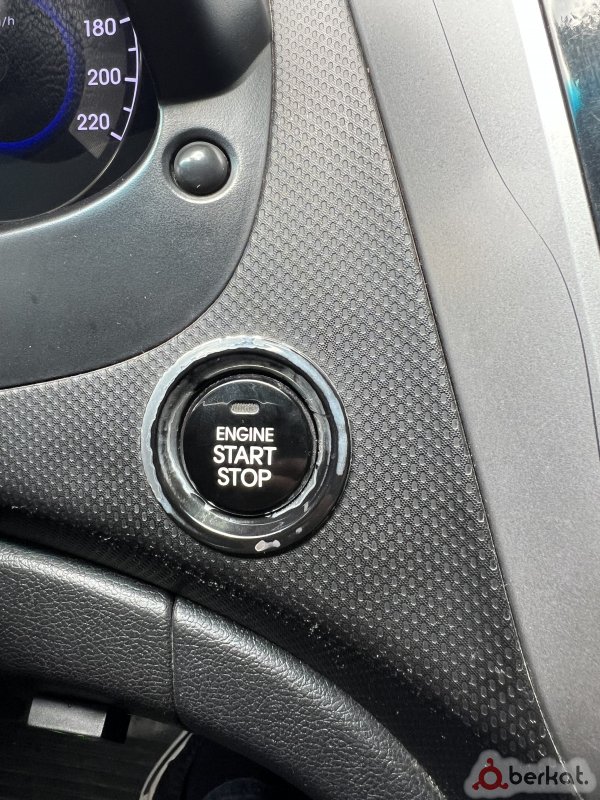 /h
180
200
220
ENGINE
START
STOP
berkat.